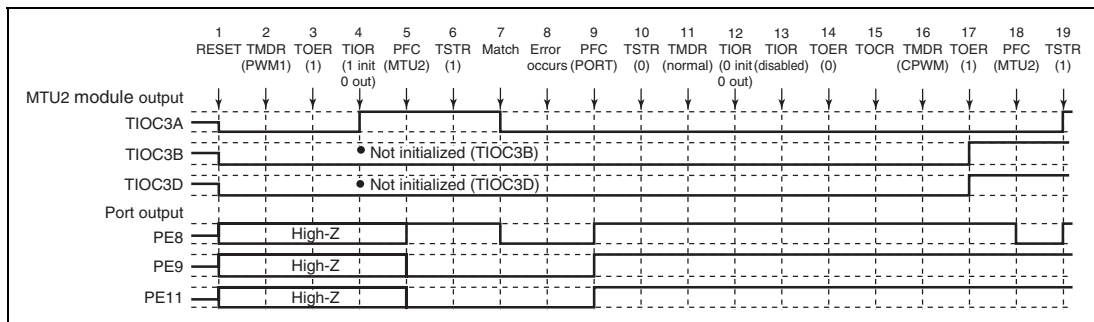 1 2 3 4 5 6 7 8 9 10 11 12 13 14 15 16 17 18 19
RESET TMDR TOER TIOR PFC TSTR Match Error PFC TSTR TMDR TIOR TIOR TOER TOCR TMDR TOER PFC TSTR
(PWM1) (1) (1 init (MTU2) (1) occurs (PORT) (0) (normal) (0 init (disabled) (0) (CPWM) (1) (MTU2) (1)
0 out) 0 out)
MTU2 module output
TIOC3A
TIOC3B • Not initialized (TIOC3B)
TIOC3D • Not initialized (TIOC3D)
Port output
PE8 High-Z
PE9 High-Z
PE11 High-Z